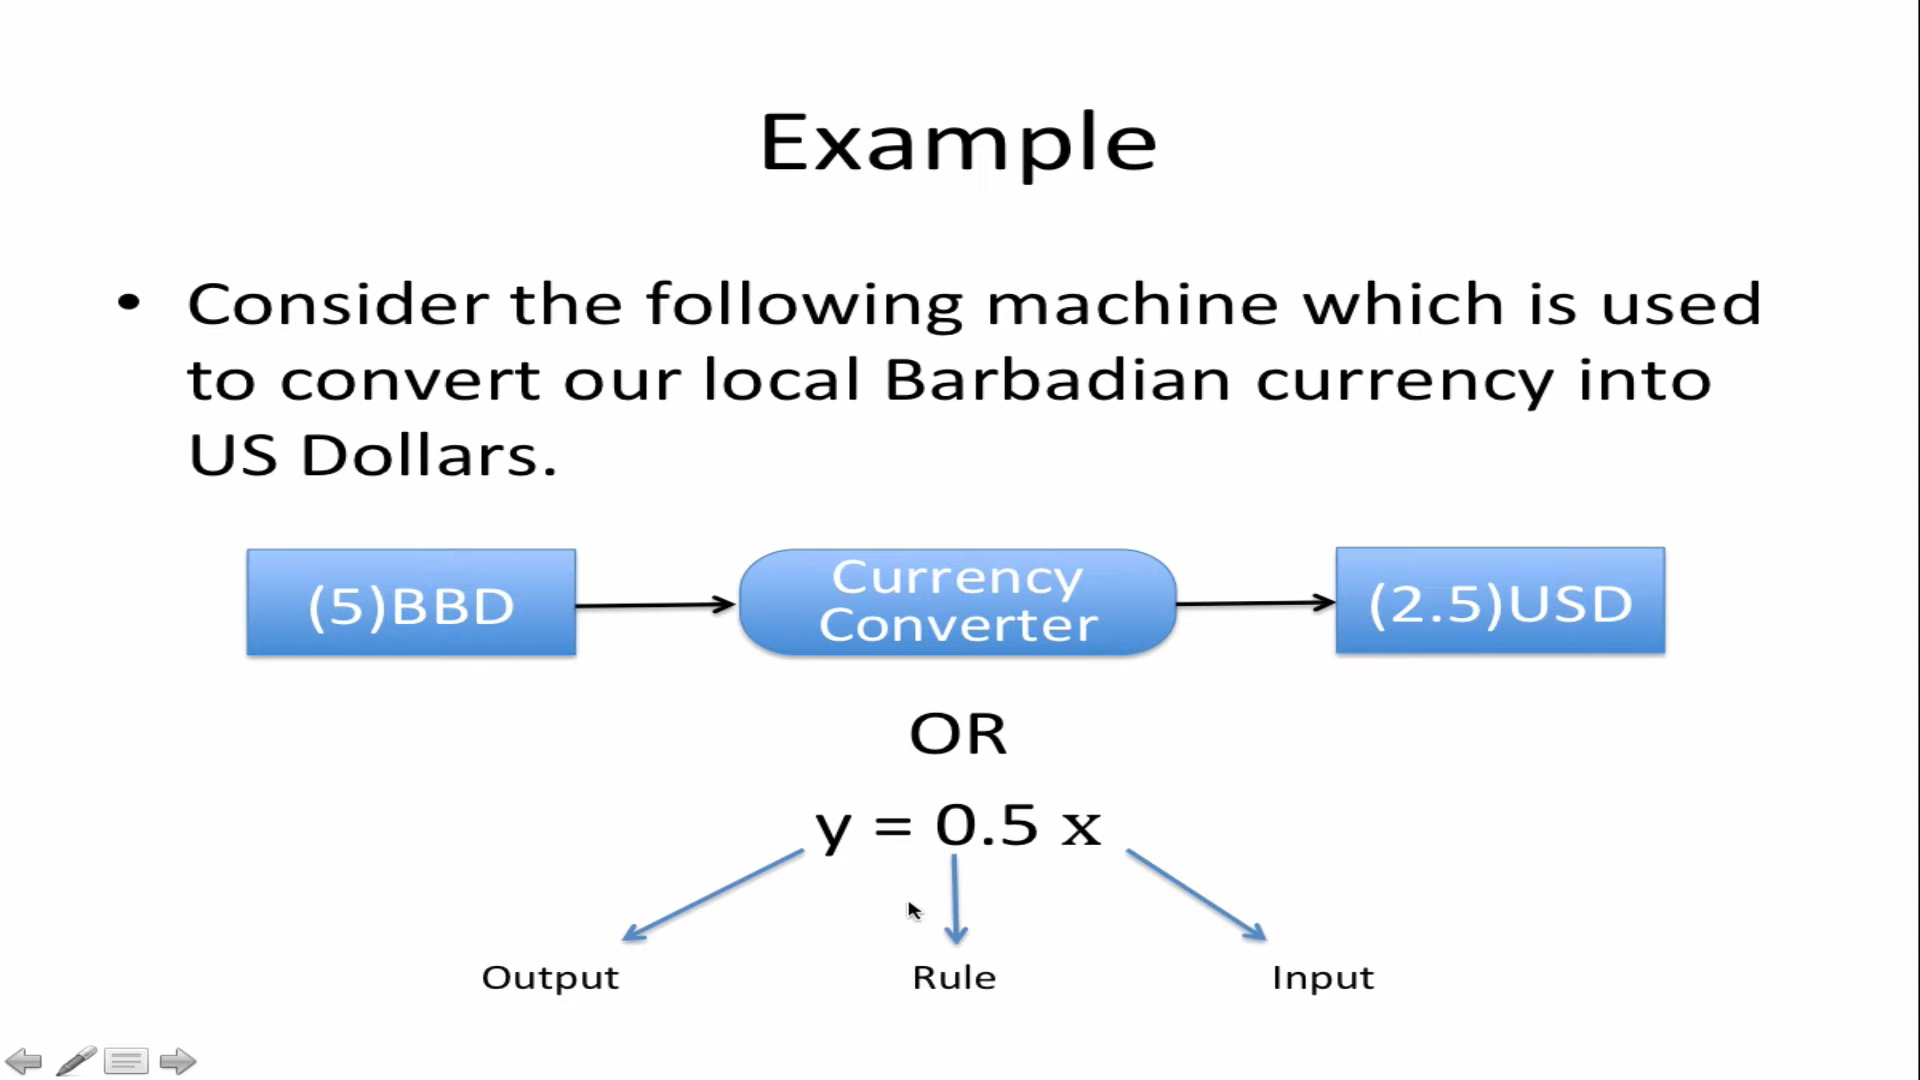 Example
• Consider the following machine which is used
to convert our local Barbadian currency into
US Dollars.
(5)BBD
Currency
Converter
(2.5)USD
OR
y = 0.5 x
Output
Rule
Input